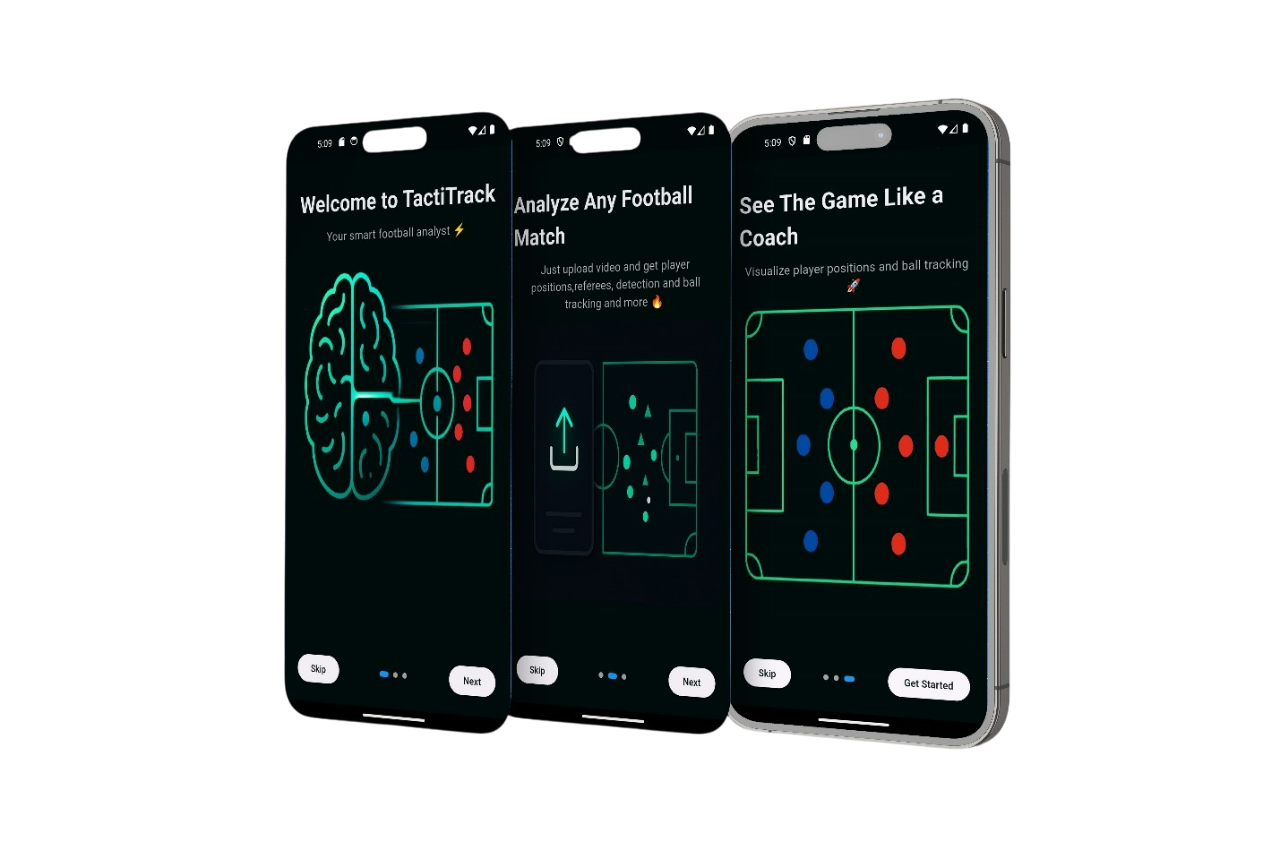 5:09
Welcome to TactiTrack
Your smart football analyst ⚡
Skip
Next
5:09
Analyze Any Football
Match
Just upload video and get player
positions,referees, detection and ball
tracking and more 🔥
Skip
Next
5:09
See The Game Like a
Coach
Visualize player positions and ball tracking
🚀
Skip
Get Started